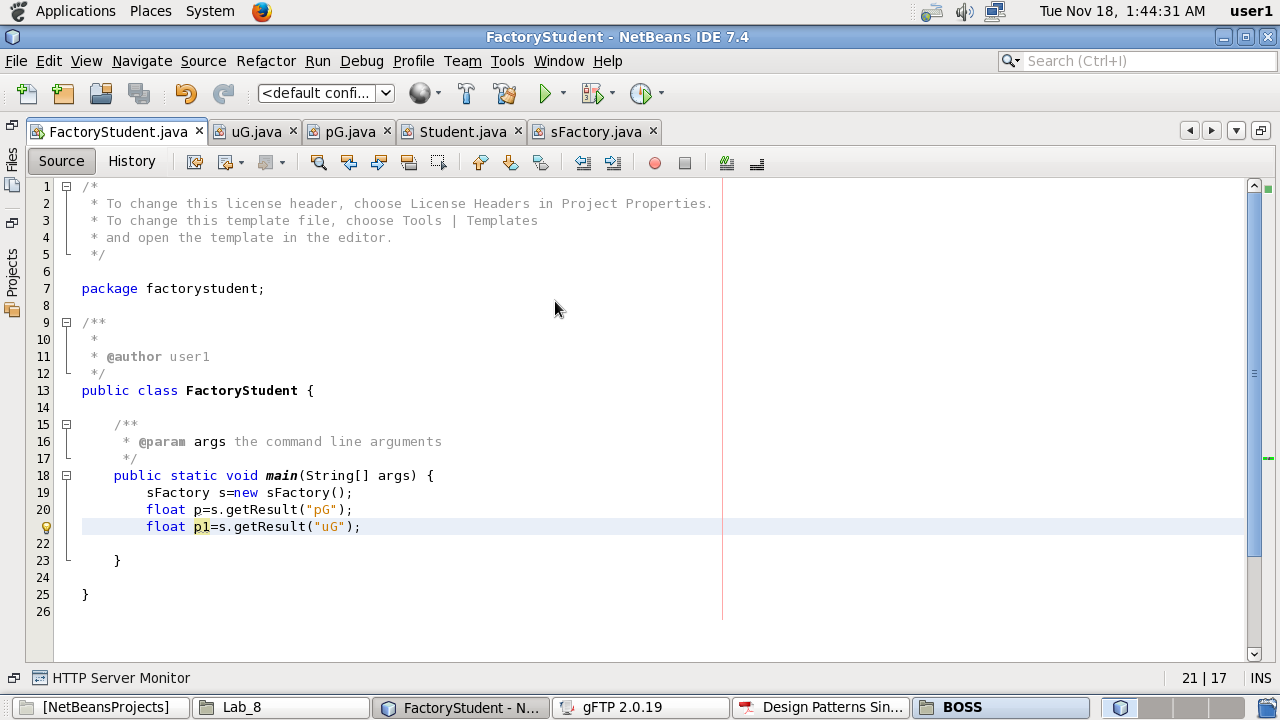 Applications Places System Tue Nov 18, 1:44:31 AM user1
FactoryStudent - NetBeans IDE 7.4
File Edit View Navigate Source Refactor Run Debug Profile Team Tools Window Help Search (Ctrl+I)
<default confi...
FactoryStudent.java uG.java pG.java Student.java sFactory.java
Source History
Files
Projects
1 /*
2 * To change this license header, choose License Headers in Project Properties.
3 * To change this template file, choose Tools | Templates
4 * and open the template in the editor.
5 */
6
7 package factorystudent;
8
9 /**
10 *
11 * @author user1
12 */
13 public class FactoryStudent {
14
15 /**
16 * @param args the command line arguments
17 */
18 public static void main(String[] args) {
19 sFactory s=new sFactory();
20 float p=s.getResult("pG");
float p1=s.getResult("uG");
22
23 }
24
25 }
26
HTTP Server Monitor 21 | 17 INS
[NetBeansProjects] Lab_8 FactoryStudent - N... gFTP 2.0.19 Design Patterns Sin... BOSS